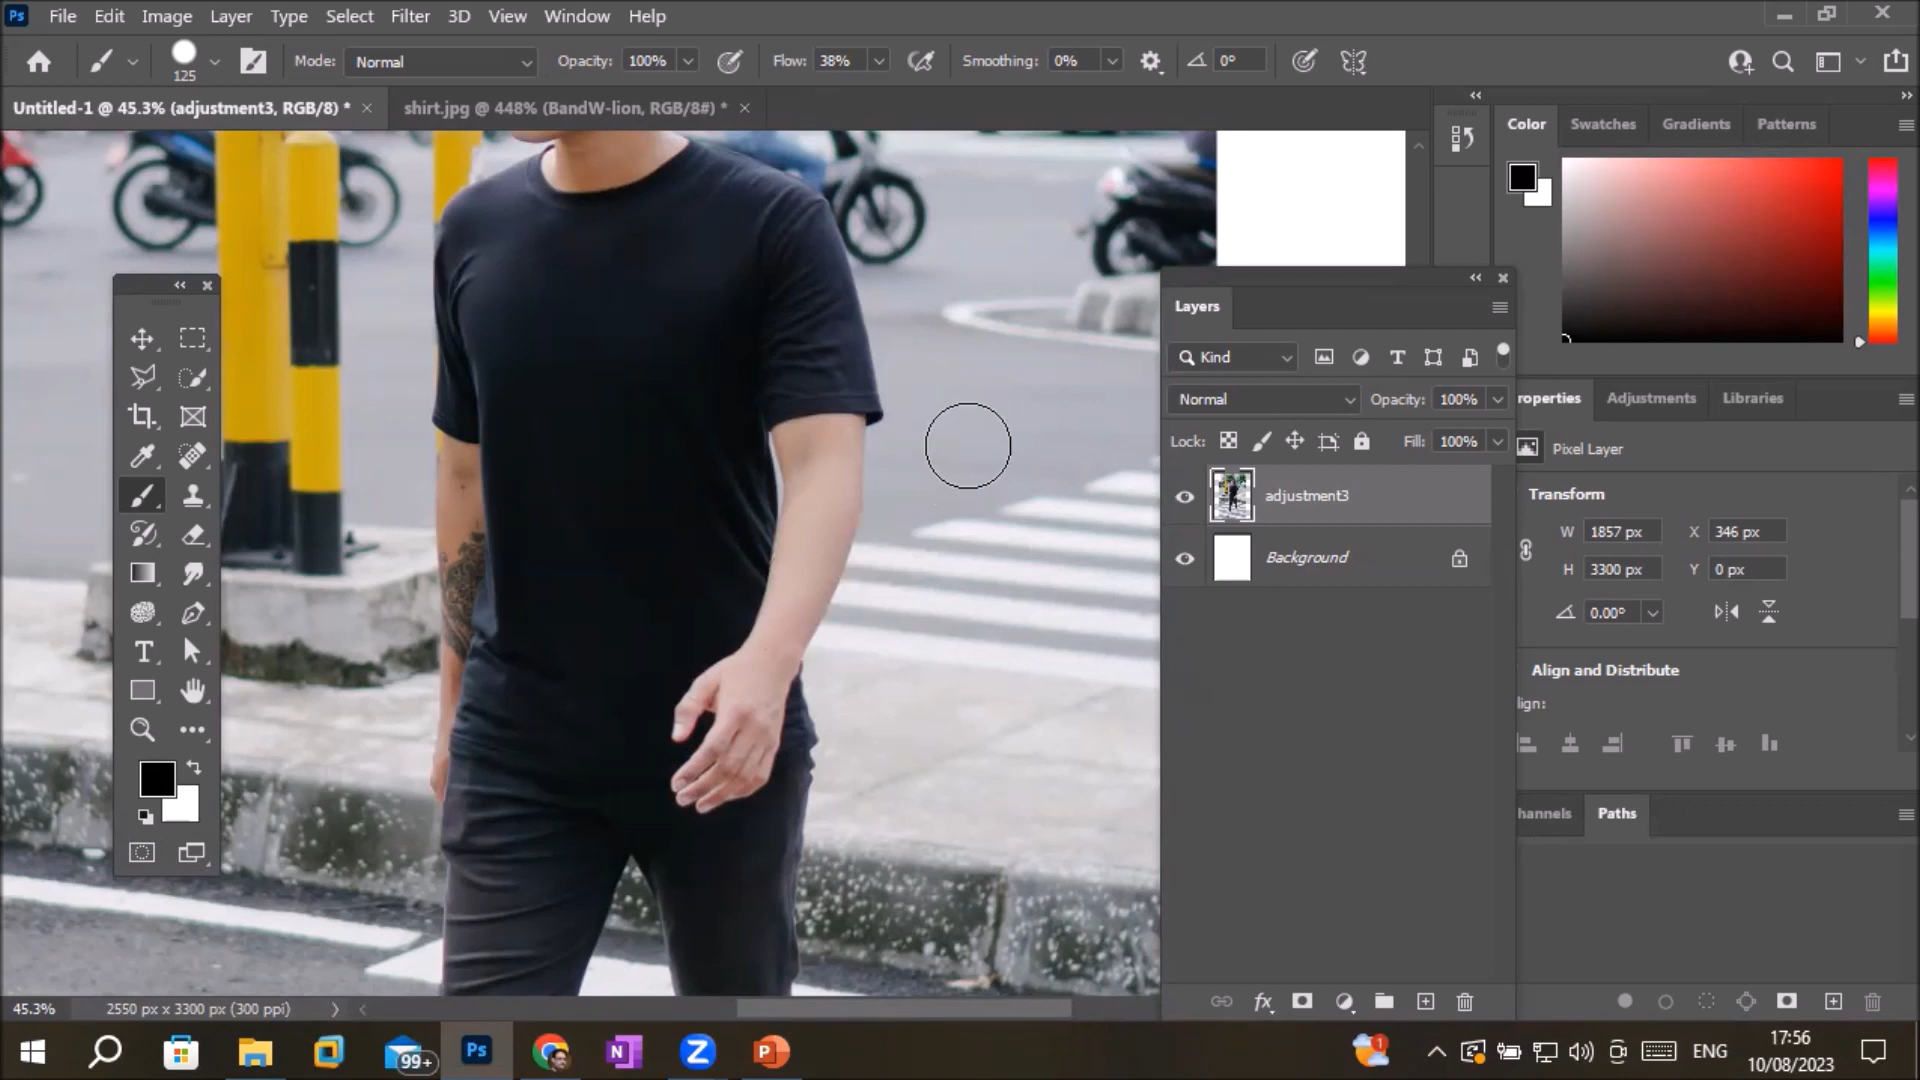 Ps File Edit Image Layer Type Select Filter 3D View Window Help
125 Mode: Normal Opacity: 100% Flow: 38% Smoothing: 0% 0°
Untitled-1 @ 45.3% (adjustment3, RGB/8) * shirt.jpg @ 448% (BandW-lion, RGB/8#) *
Color Swatches Gradients Patterns
Layers
Kind
Normal Opacity: 100%
Lock: Fill: 100%
adjustment3
Background
roperties Adjustments Libraries
Pixel Layer
Transform
W 1857 px X 346 px
H 3300 px Y 0 px
0.00°
Align and Distribute
lign:
hannels Paths
45.3% 2550 px x 3300 px (300 ppi)
99+ Ps N Z P 1 ENG
17:56
10/08/2023